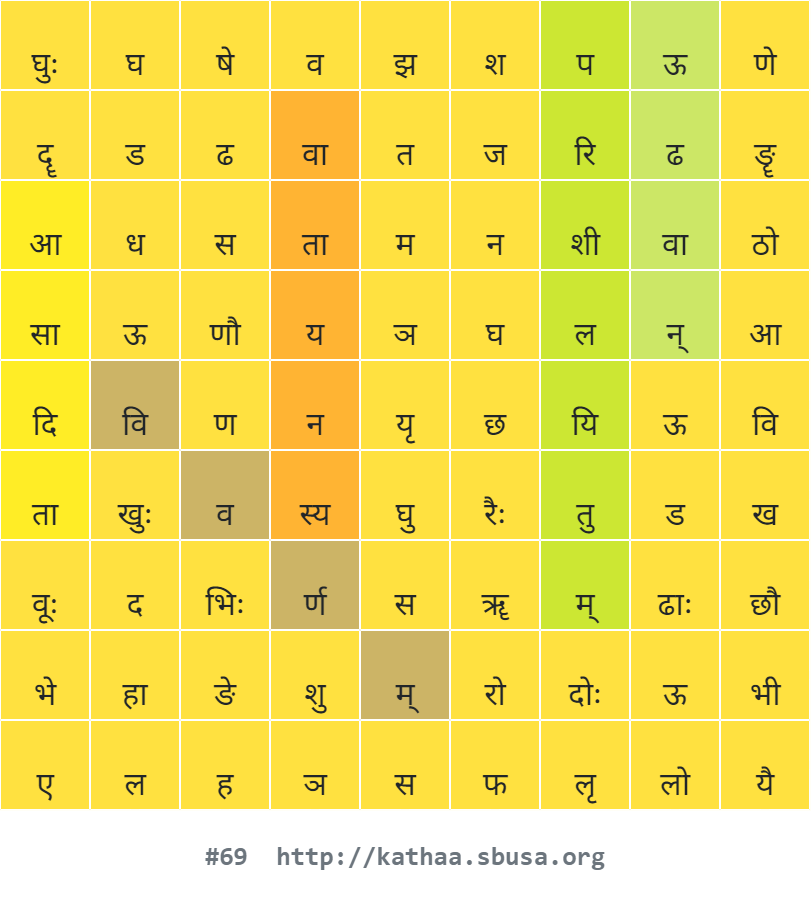 घुः घ षे व झ श प ऊ णे
दॄ ड ढ वा त ज रि ढ ङॄ
आ ध स ता म न शी वा ठो
सा ऊ णौ य ञ घ ल न् आ
दि वि ण न यृ छ यि ऊ वि
ता खुः व स्य घु रैः तु ड ख
वूः द भिः र्ण स ॠ म् ढाः छौ
भे हा ङे शु म् रो दोः ऊ भी
ए ल ह ञ स फ लृ लो यै
#69 http://kathaa.sbusa.org